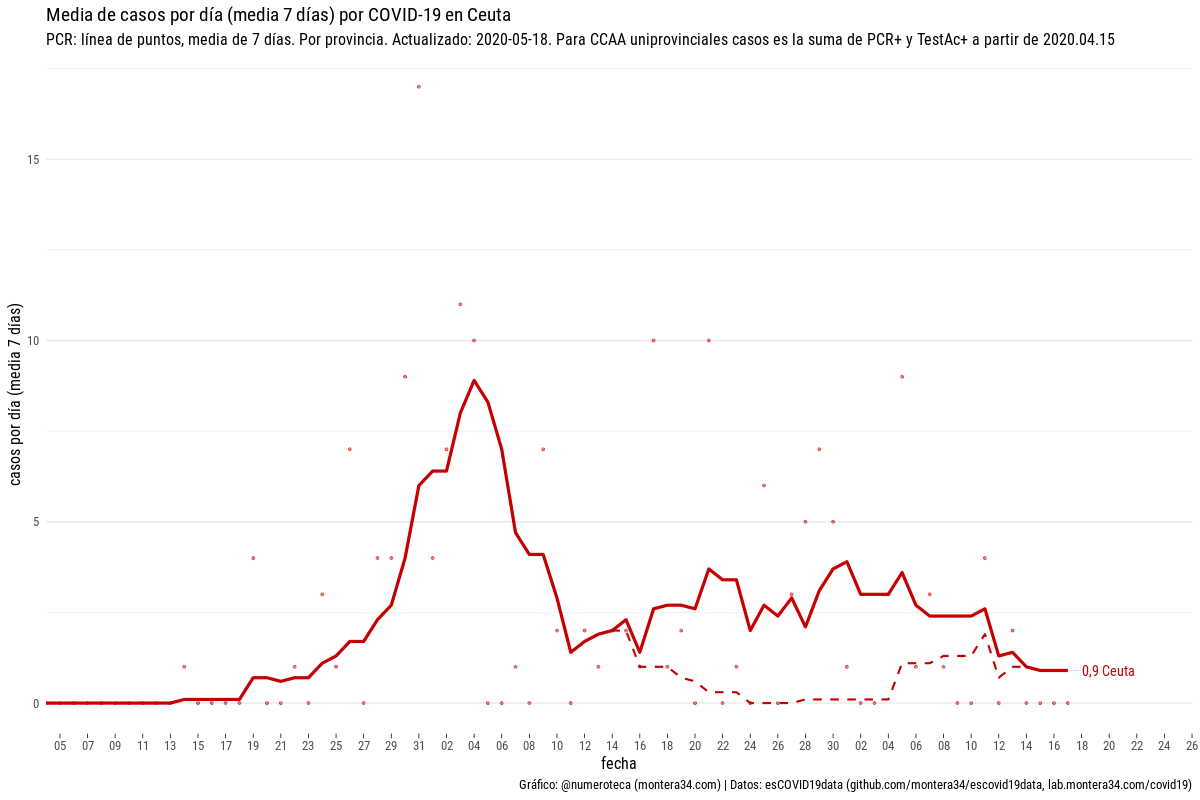 Media de casos por día (media 7 días) por COVID-19 en Ceuta
PCR: línea de puntos, media de 7 días. Por provincia. Actualizado: 2020-05-18. Para CCAA uniprovinciales casos es la suma de PCR+ y TestAc+ a partir de 2020.04.15
casos por día (media 7 días)
15
10
5
0
0,9 Ceuta
05 07 09 11 13 15 17 19 21 23 25 27 29 31 02 04 06 08 10 12 14 16 18 20 22 24 26 28 30 02 04 06 08 10 12 14 16 18 20 22 24 26
fecha
Gráfico: @numeroteca (montera34.com) | Datos: esCOVID19data (github.com/montera34/escovid19data, lab.montera34.com/covid19)